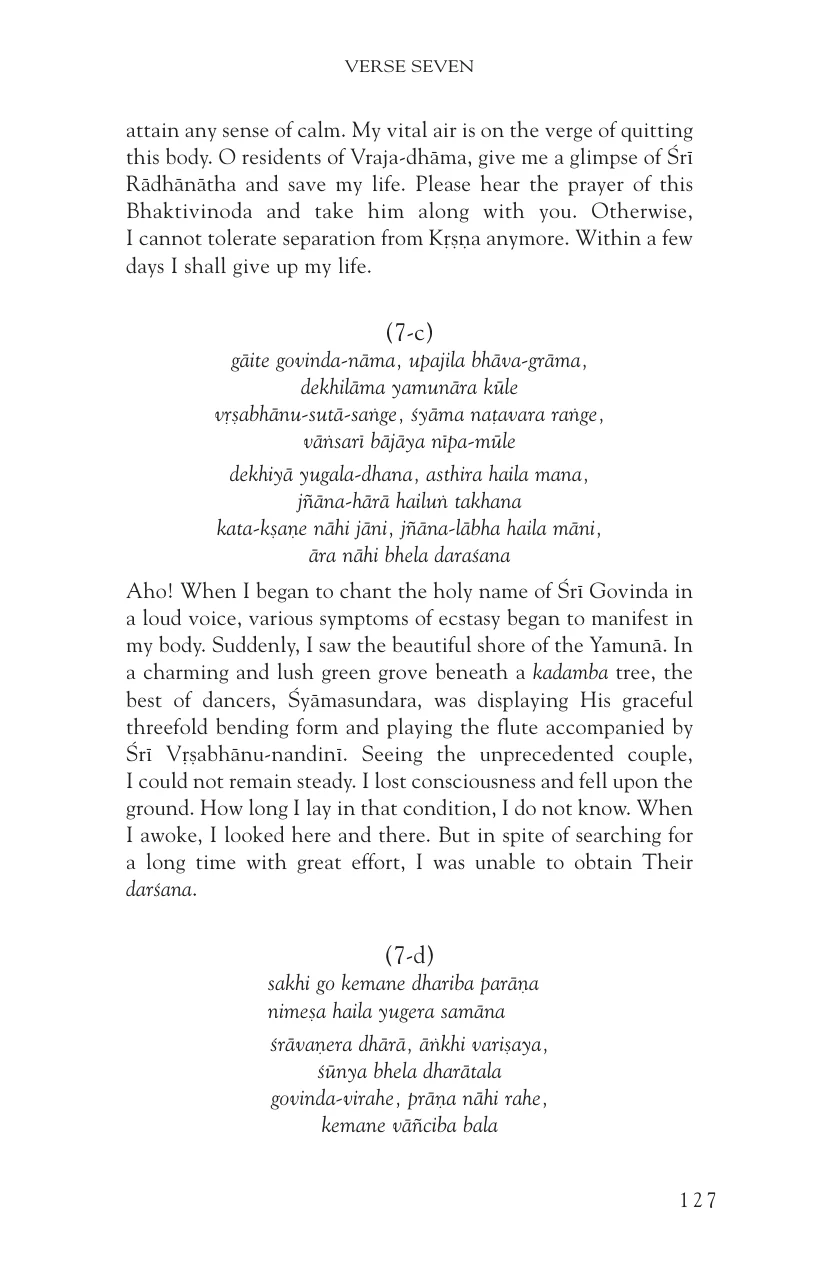 VERSE SEVEN
attain any sense of calm. My vital air is on the verge of quitting
this body. O residents of Vraja-dhāma, give me a glimpse of Śrī
Rādhānātha and save my life. Please hear the prayer of this
Bhaktivinoda and take him along with you. Otherwise,
I cannot tolerate separation from Kṛṣṇa anymore. Within a few
days I shall give up my life.
(7-c)
gāite govinda-nāma, upajila bhāva-grāma,
dekhilāma yamunāra kūle
vṛṣabhānu-sutā-saṅge, śyāma naṭavara raṅge,
vāṅsarī bājāya nīpa-mūle
dekhiyā yugala-dhana, asthira haila mana,
jñāna-hārā hailuṅ takhana
kata-kṣaṇe nāhi jāni, jñāna-lābha haila māni,
āra nāhi bhela daraśana
Aho! When I began to chant the holy name of Śrī Govinda in
a loud voice, various symptoms of ecstasy began to manifest in
my body. Suddenly, I saw the beautiful shore of the Yamunā. In
a charming and lush green grove beneath a kadamba tree, the
best of dancers, Śyāmasundara, was displaying His graceful
threefold bending form and playing the flute accompanied by
Śrī Vṛṣabhānu-nandinī. Seeing the unprecedented couple,
I could not remain steady. I lost consciousness and fell upon the
ground. How long I lay in that condition, I do not know. When
I awoke, I looked here and there. But in spite of searching for
a long time with great effort, I was unable to obtain Their
darśana.
(7-d)
sakhi go kemane dhariba parāṇa
nimeṣa haila yugera samāna
śrāvaṇera dhārā, āṅkhi variṣaya,
śūnya bhela dharātala
govinda-virahe, prāṇa nāhi rahe,
kemane vāñciba bala
127